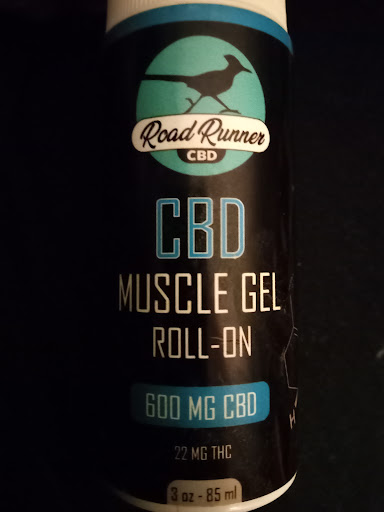 Road Runner
CBD
CBD
MUSCLE GEL
ROLL-ON
600 MG CBD
22 MG THC
3 oz - 85 ml
H